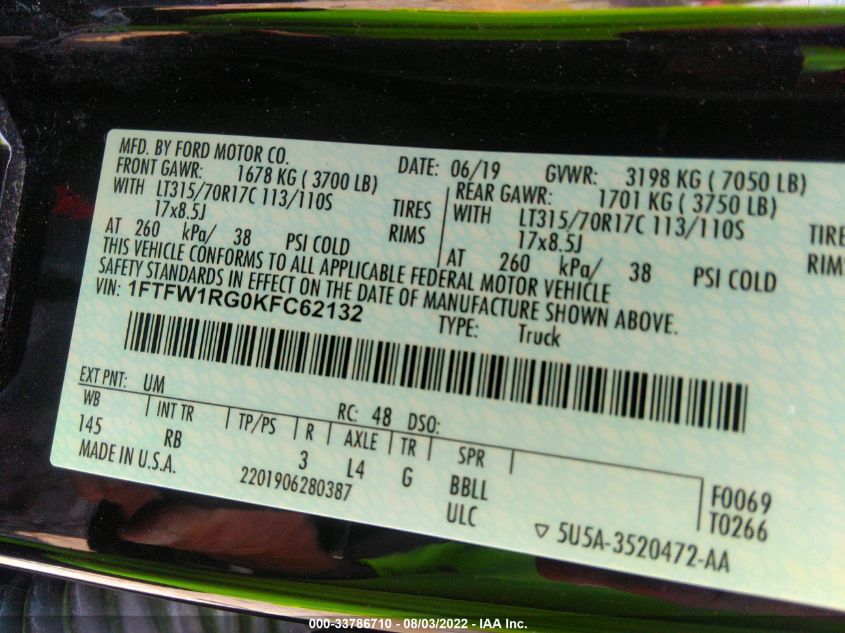 MFD. BY FORD MOTOR CO. DATE: 06/19 GVWR: 3198 KG ( 7050 LB)
FRONT GAWR: 1678 KG ( 3700 LB) REAR GAWR: 1701 KG ( 3750 LB)
WITH LT315/70R17C 113/110S TIRES WITH LT315/70R17C 113/110S TIRE
17x8.5J RIMS 17x8.5J RIM
AT 260 kPa/ 38 PSI COLD AT 260 kPa/ 38 PSI COLD
THIS VEHICLE CONFORMS TO ALL APPLICABLE FEDERAL MOTOR VEHICLE
SAFETY STANDARDS IN EFFECT ON THE DATE OF MANUFACTURE SHOWN ABOVE.
VIN: 1FTFW1RG0KFC62132 TYPE: Truck
EXT PNT: UM RC: 48 DSO:
WB INT TR TP/PS R AXLE TR SPR
145 RB 3 L4 G BBLL F0069
MADE IN U.S.A. 2201906280387 ULC T0266
5U5A-3520472-AA
000-33786710 - 08/03/2022 - IAA Inc.